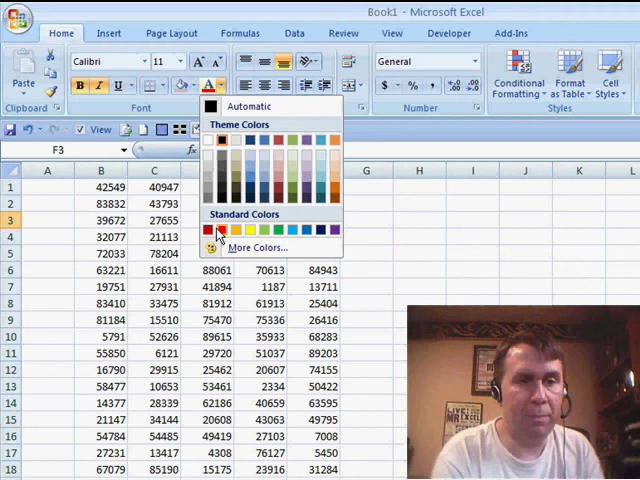 Book1 - Microsoft Excel
Home Insert Page Layout Formulas Data Review View Developer Add-Ins
Calibri 11 A A General
Paste B I U A $ % , Conditional Formatting Format as Table Cell Styles
Clipboard Font Number Styles
View
F3
Automatic
Theme Colors
Standard Colors
More Colors...
A B C G H I J K L
1 42549 40947
2 83832 43793
3 39672 27655
4 32077 21113
5 72033 78204
6 63221 16611 88061 70613 84943
7 19751 27931 41894 1187 13711
8 83410 33475 81912 61913 25404
9 81184 15510 75470 75336 26416
10 5791 52626 89615 35933 68283
11 55850 6121 29720 51037 89203
12 16790 29915 25462 20607 74155
13 58477 10653 53461 2334 50422
14 14377 28339 62186 40659 63595
15 21147 64144 20608 43063 49795
16 54784 54485 49419 27103 7008
17 27231 13417 4308 76127 5450
18 67079 85190 15175 23916 31284